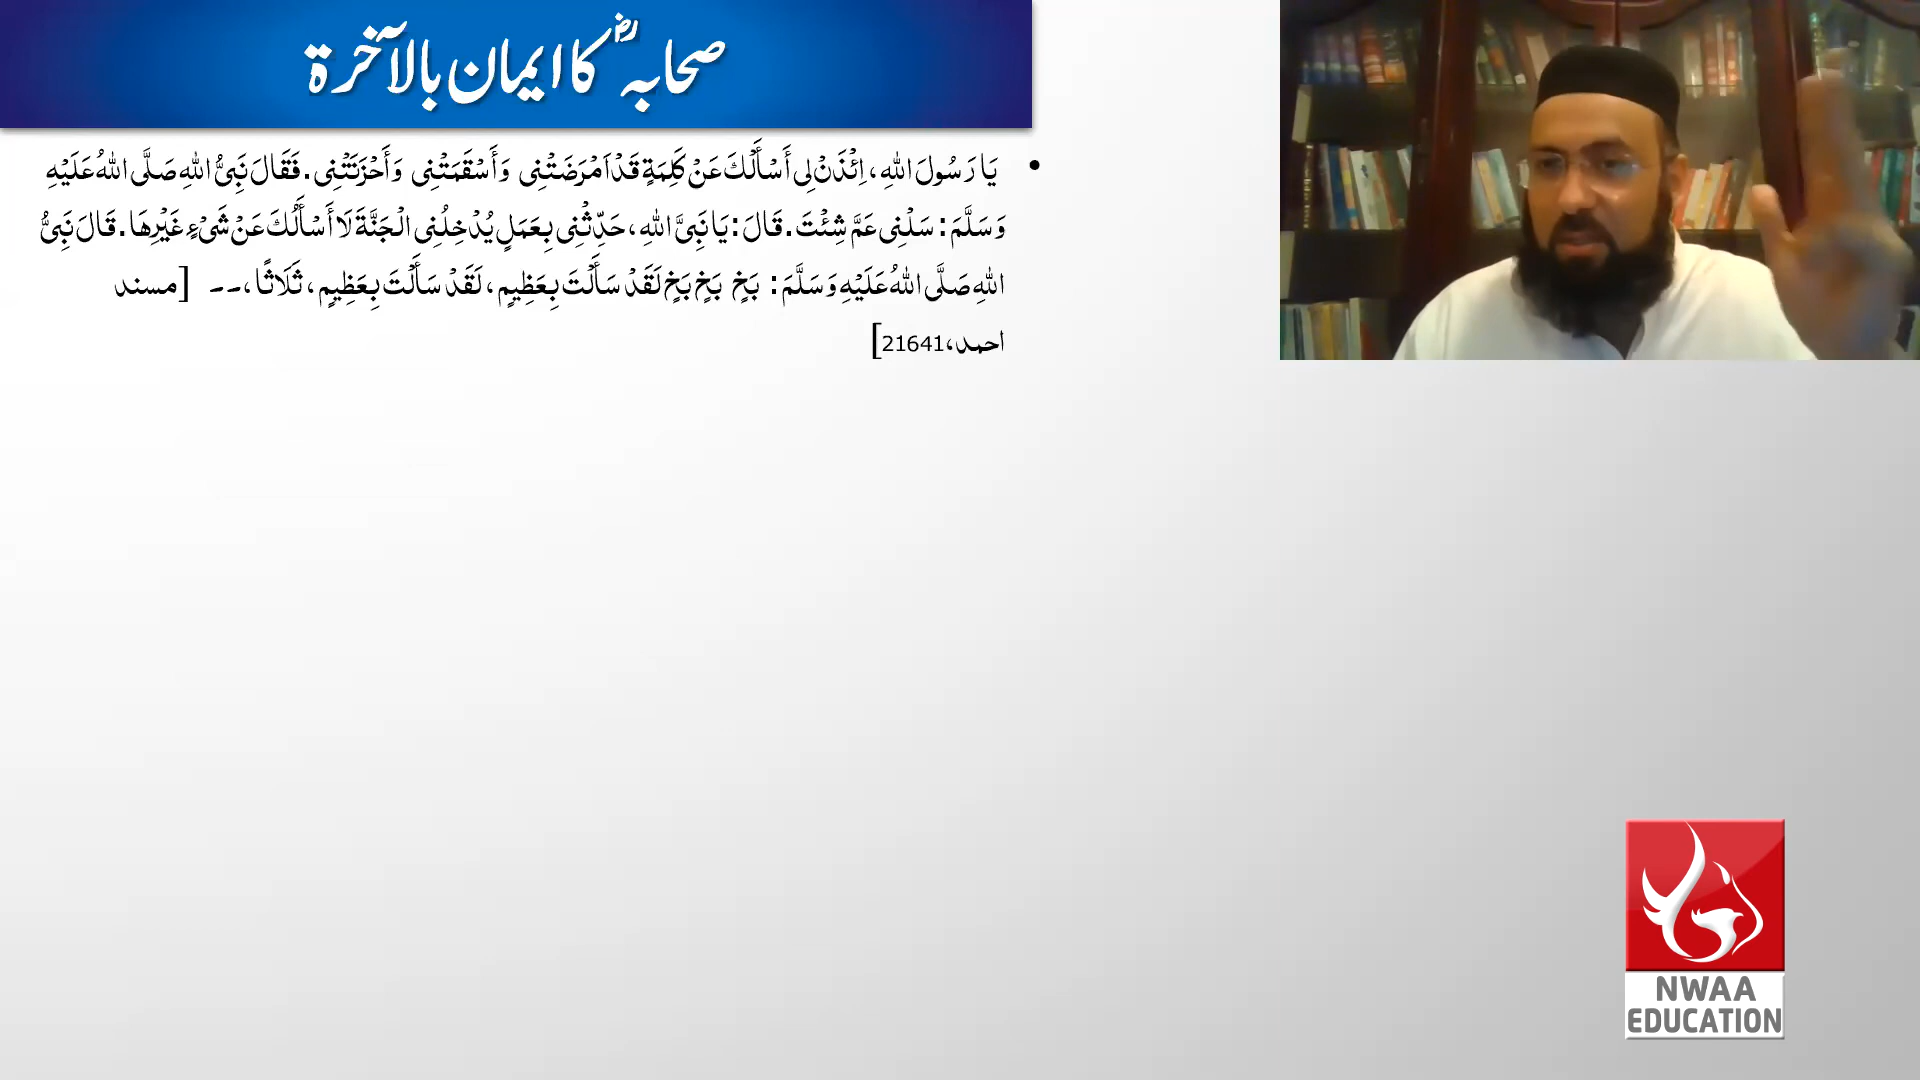 صحابہؓ کا ایمان بالآخرۃ
• يَا رَسُولَ اللهِ، اِئْذَنْ لِی أَسْأَلُكَ عَنْ كَلِمَةٍ قَدْ اَمْرَضَتْنِی وَأَسْقَمَتْنِی وَأَحْزَنَتْنِی. فَقَالَ نَبِیُّ اللهِ صَلَّی اللهُ عَلَيْهِ
وَسَلَّمَ: سَلْنِی عَمَّ شِئْتَ. قَالَ: يَا نَبِیَّ اللهِ، حَدِّثْنِی بِعَمَلٍ يُدْخِلُنِی الْجَنَّةَ لَا أَسْأَلُكَ عَنْ شَیْءٍ غَيْرِهَا. قَالَ نَبِیُّ
اللهِ صَلَّی اللهُ عَلَيْهِ وَسَلَّمَ: بَخٍ بَخٍ بَخٍ لَقَدْ سَأَلْتَ بِعَظِيمٍ، لَقَدْ سَأَلْتَ بِعَظِيمٍ، ثَلَاثًا،۔۔ [مسند
احمد،21641]
NWAA
EDUCATION